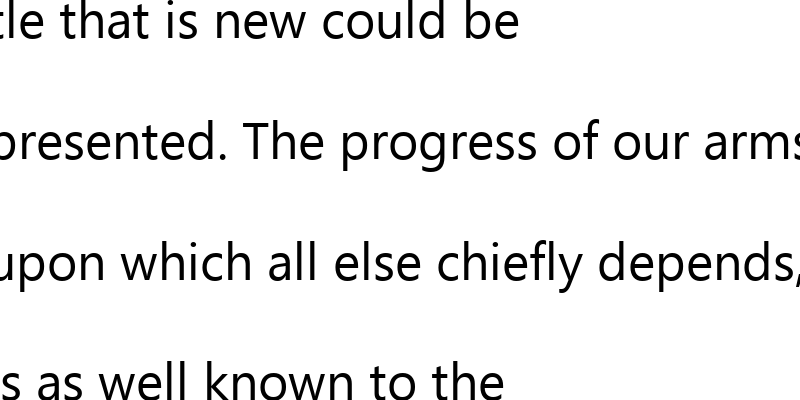 tle that is new could be
presented. The progress of our arms
upon which all else chiefly depends,
s as well known to the